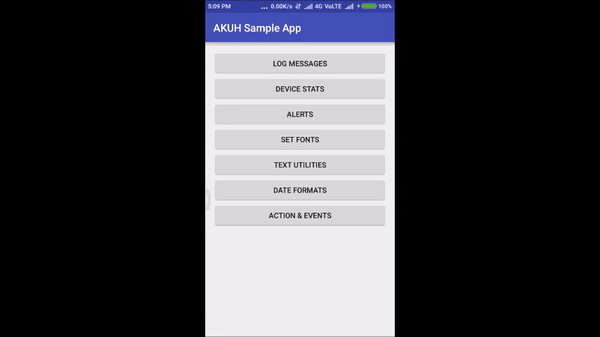 5:09 PM ... 0.00K/s 4G VoLTE 100%
AKUH Sample App
LOG MESSAGES
DEVICE STATS
ALERTS
SET FONTS
TEXT UTILITIES
DATE FORMATS
ACTION & EVENTS